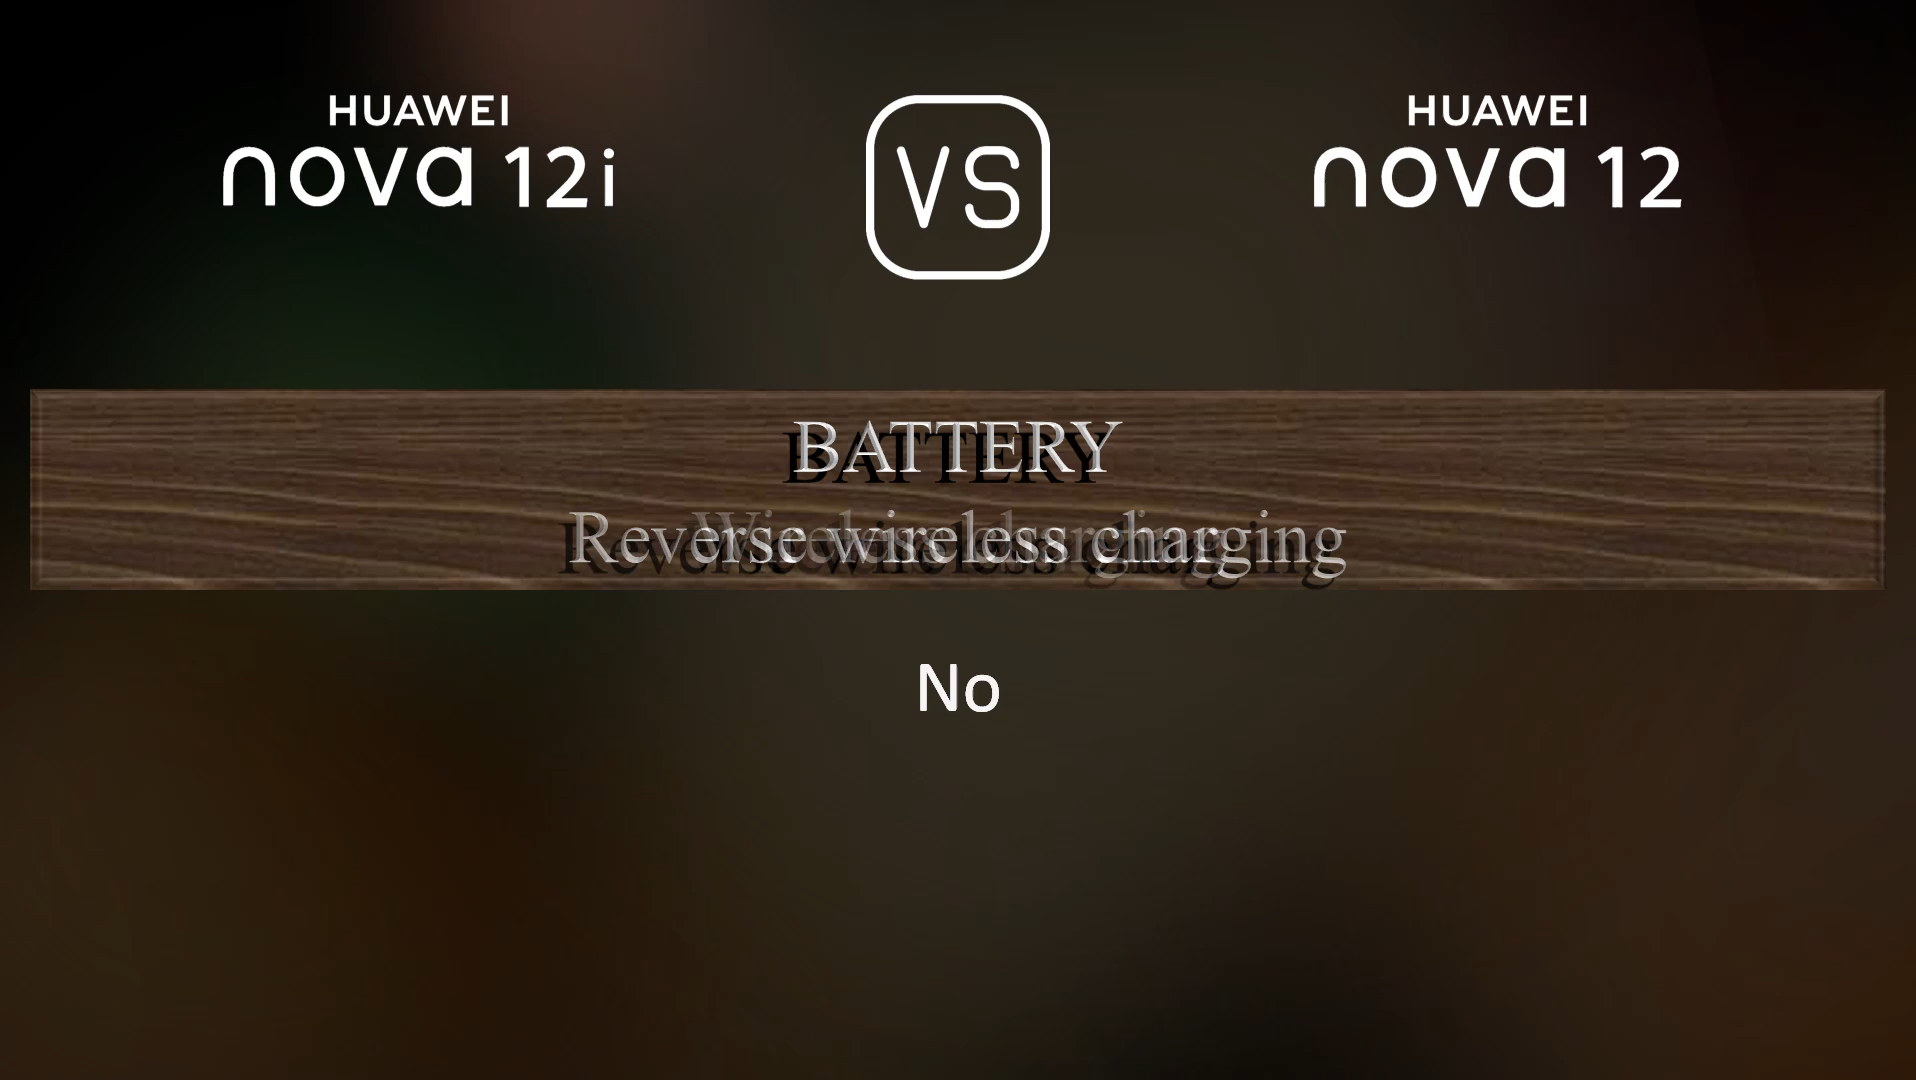 HUAWEI
nova 12i
VS
HUAWEI
nova 12
BATTERY
Reverse wireless charging
No